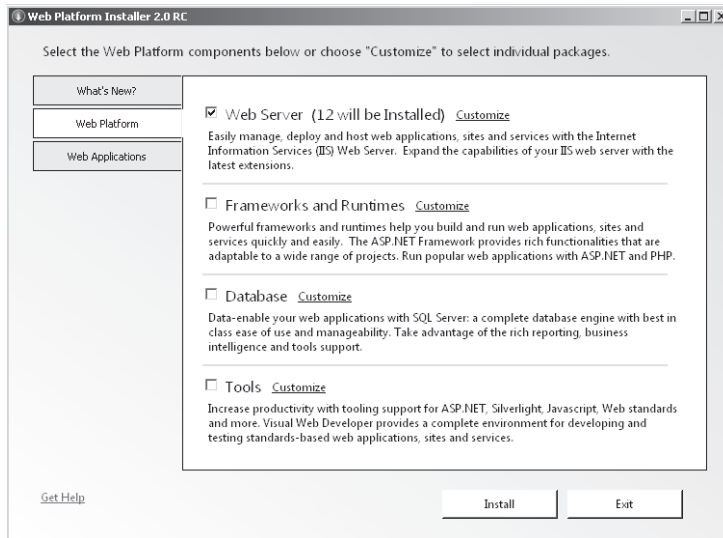 Web Platform Installer 2.0 RC
Select the Web Platform components below or choose "Customize" to select individual packages.
What's New?
Web Platform
Web Applications
Web Server (12 will be Installed) Customize
Easily manage, deploy and host web applications, sites and services with the Internet
Information Services (IIS) Web Server. Expand the capabilities of your IIS web server with the
latest extensions.
Frameworks and Runtimes Customize
Powerful frameworks and runtimes help you build and run web applications, sites and
services quickly and easily. The ASP.NET Framework provides rich functionalities that are
adaptable to a wide range of projects. Run popular web applications with ASP.NET and PHP.
Database Customize
Data-enable your web applications with SQL Server: a complete database engine with best in
class ease of use and manageability. Take advantage of the rich reporting, business
intelligence and tools support.
Tools Customize
Increase productivity with tooling support for ASP.NET, Silverlight, Javascript, Web standards
and more. Visual Web Developer provides a complete environment for developing and
testing standards-based web applications, sites and services.
Get Help
Install
Exit